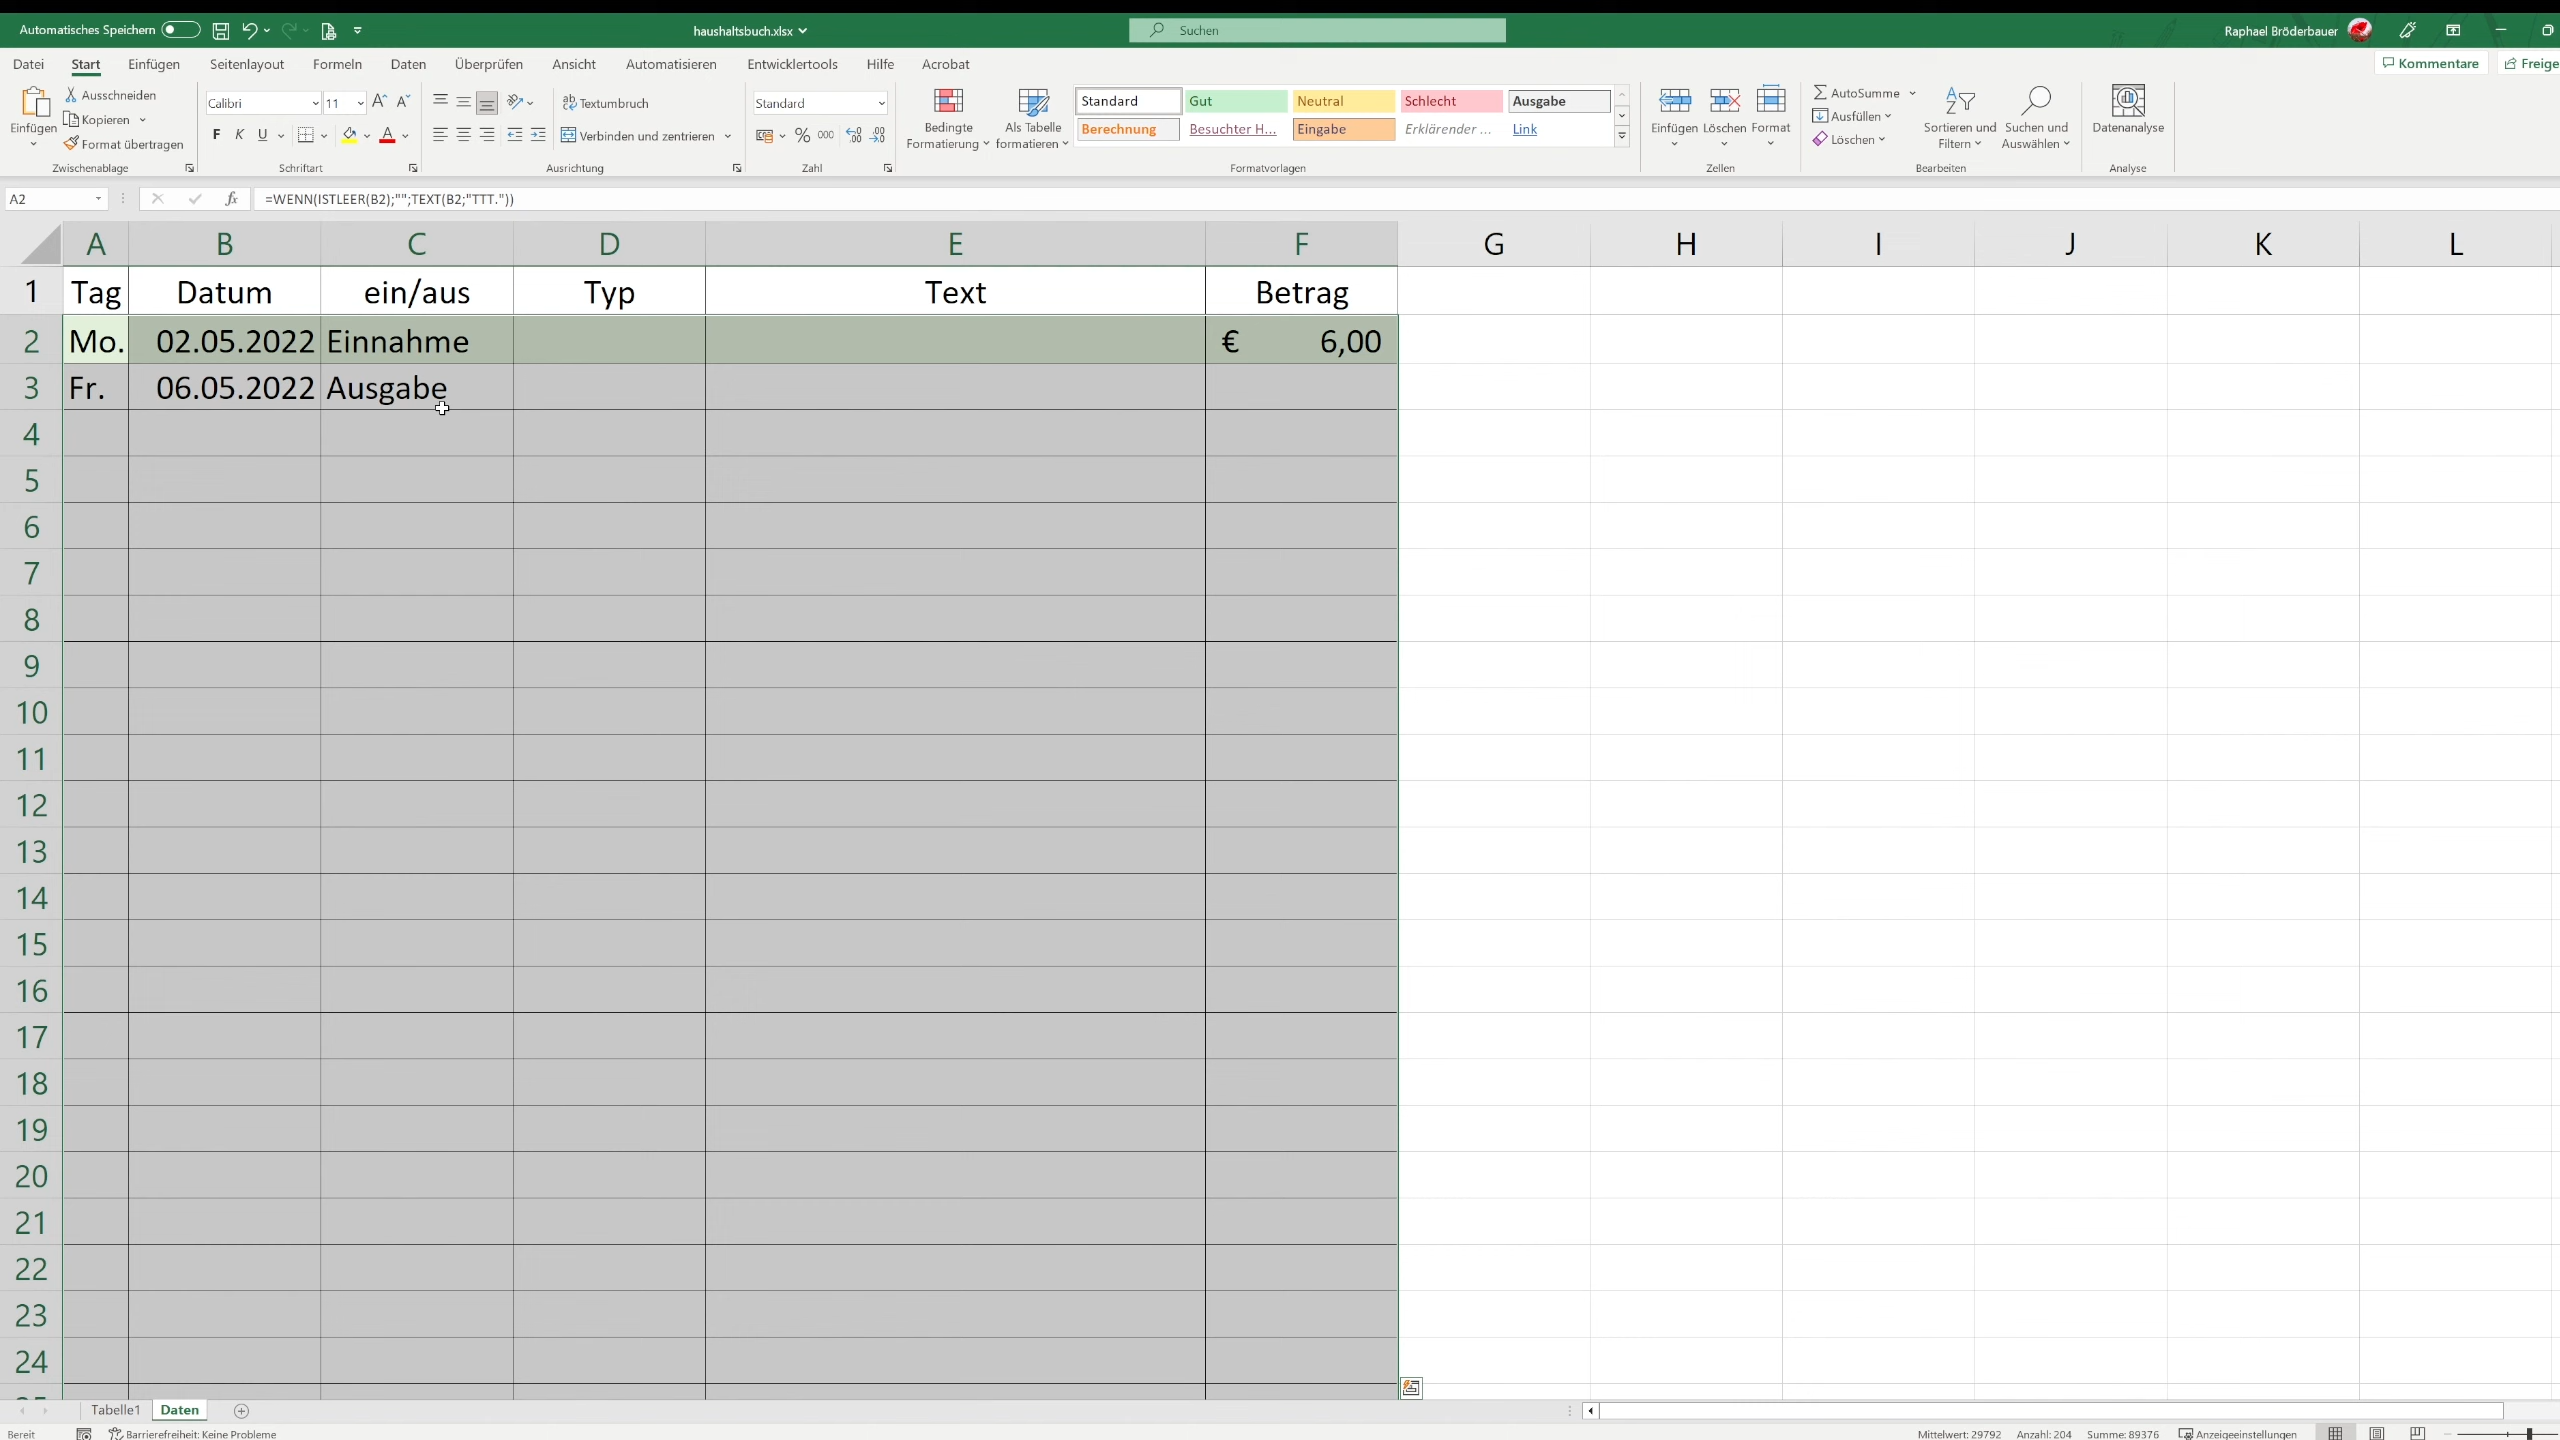 Automatisches Speichern
haushaltsbuch.xlsx
Suchen
Raphael Bröderbauer
Datei Start Einfügen Seitenlayout Formeln Daten Überprüfen Ansicht Automatisieren Entwicklertools Hilfe Acrobat
Kommentare
Freige
Einfügen
Ausschneiden
Kopieren
Format übertragen
Zwischenablage
Calibri 11
F K U
Schriftart
Textumbruch
Verbinden und zentrieren
Ausrichtung
Standard
% 000
Zahl
Bedingte Formatierung
Als Tabelle formatieren
Standard Gut Neutral Schlecht Ausgabe
Berechnung Besuchter H... Eingabe Erklärender ... Link
Formatvorlagen
Einfügen Löschen Format
Zellen
AutoSumme
Ausfüllen
Löschen
Sortieren und Filtern
Suchen und Auswählen
Bearbeiten
Datenanalyse
Analyse
A2
fx
=WENN(ISTLEER(B2);"";TEXT(B2;"TTT."))
A B C D E F G H I J K L
1 Tag Datum ein/aus Typ Text Betrag
2 Mo. 02.05.2022 Einnahme € 6,00
3 Fr. 06.05.2022 Ausgabe
4
5
6
7
8
9
10
11
12
13
14
15
16
17
18
19
20
21
22
23
24
Tabelle1 Daten
Bereit
Barrierefreiheit: Keine Probleme
Mittelwert: 29792 Anzahl: 204 Summe: 89376
Anzeigeeinstellungen